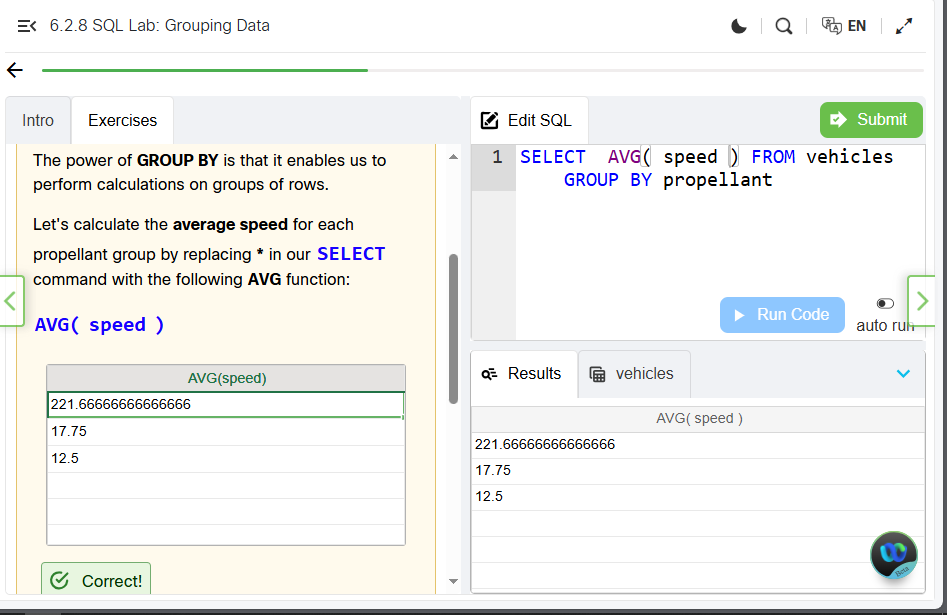 6.2.8 SQL Lab: Grouping Data
EN
Intro
Exercises
The power of GROUP BY is that it enables us to
perform calculations on groups of rows.
Let's calculate the average speed for each
propellant group by replacing * in our SELECT
command with the following AVG function:
AVG( speed )
AVG(speed)
221.66666666666666
17.75
12.5
Correct!
Edit SQL
Submit
1 SELECT  AVG( speed ) FROM vehicles
GROUP BY propellant
Run Code
auto run
Results
vehicles
AVG( speed )
221.66666666666666
17.75
12.5
Beta